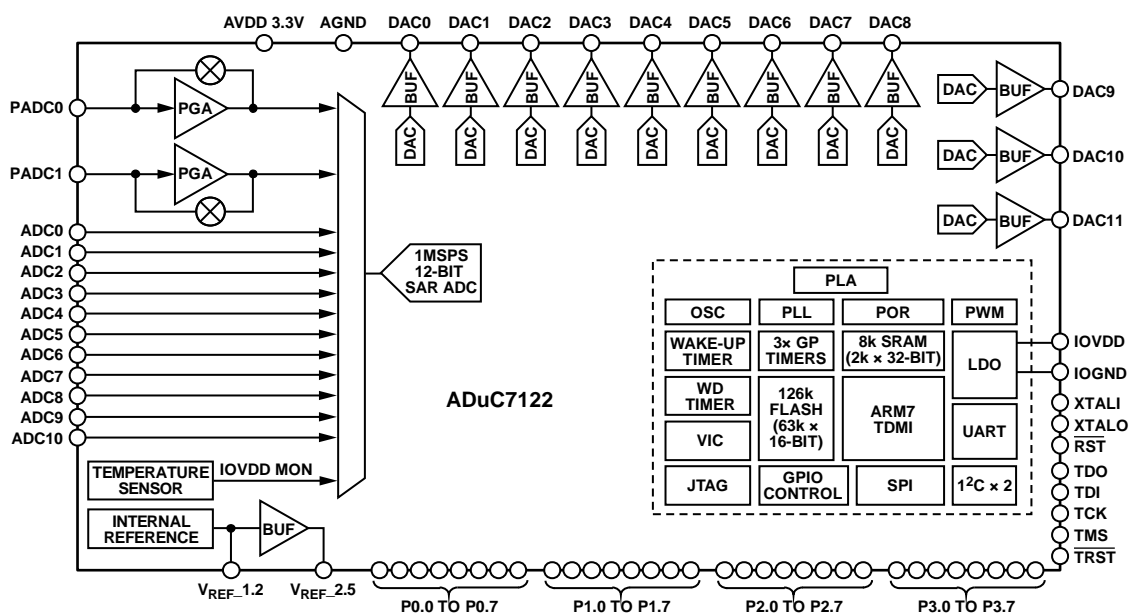 AVDD 3.3V AGND DAC0 DAC1 DAC2 DAC3 DAC4 DAC5 DAC6 DAC7 DAC8
BUF BUF BUF BUF BUF BUF BUF BUF BUF
DAC DAC DAC DAC DAC DAC DAC DAC DAC
PADC0
PGA
PADC1
PGA
DAC BUF DAC9
DAC BUF DAC10
DAC BUF DAC11
ADC0
ADC1
ADC2
ADC3
ADC4
ADC5
ADC6
ADC7
ADC8
ADC9
ADC10
1MSPS
12-BIT
SAR ADC
ADuC7122
PLA
OSC PLL POR PWM
WAKE-UP
TIMER
3× GP
TIMERS
8k SRAM
(2k × 32-BIT)
LDO
WD
TIMER
126k
FLASH
(63k ×
16-BIT)
ARM7
TDMI
UART
VIC
JTAG
GPIO
CONTROL
SPI
1²C × 2
IOVDD
IOGND
XTALI
XTALO
RST
TDO
TDI
TCK
TMS
TRST
TEMPERATURE
SENSOR
IOVDD MON
INTERNAL
REFERENCE
BUF
VREF_1.2 VREF_2.5 P0.0 TO P0.7 P1.0 TO P1.7 P2.0 TO P2.7 P3.0 TO P3.7